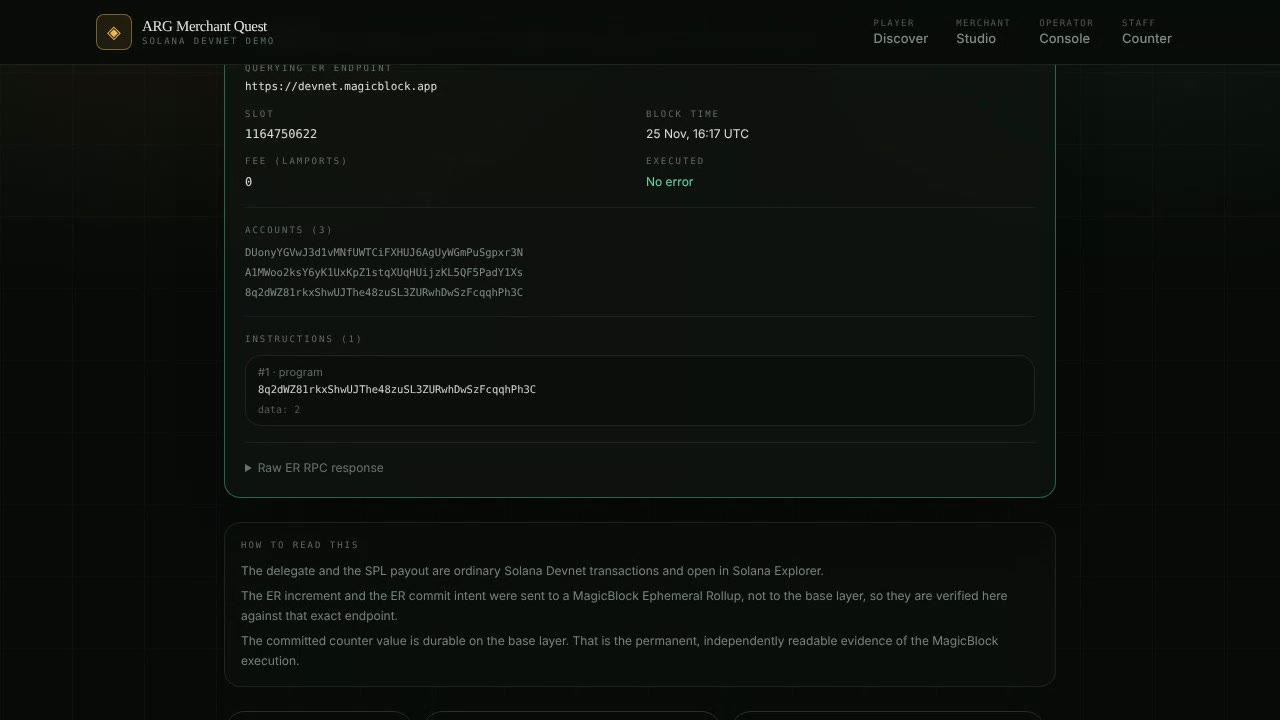 ARG Merchant Quest
SOLANA DEVNET DEMO
PLAYER
Discover
MERCHANT
Studio
OPERATOR
Console
STAFF
Counter
QUERYING ER ENDPOINT
https://devnet.magicblock.app
SLOT
1164750622
BLOCK TIME
25 Nov, 16:17 UTC
FEE (LAMPORTS)
0
EXECUTED
No error
ACCOUNTS (3)
DUonyYGVwJ3d1vMNfUWTCiFXHUJ6AgUyWGmPuSgpxr3N
A1MWoo2ksY6yK1UxKpZ1stqXUqHUijzKL5QF5PadY1Xs
8q2dWZ81rkxShwUJThe48zuSL3ZURwhDwSzFcqqhPh3C
INSTRUCTIONS (1)
#1 · program
8q2dWZ81rkxShwUJThe48zuSL3ZURwhDwSzFcqqhPh3C
data: 2
Raw ER RPC response
HOW TO READ THIS
The delegate and the SPL payout are ordinary Solana Devnet transactions and open in Solana Explorer.
The ER increment and the ER commit intent were sent to a MagicBlock Ephemeral Rollup, not to the base layer, so they are verified here
against that exact endpoint.
The committed counter value is durable on the base layer. That is the permanent, independently readable evidence of the MagicBlock
execution.